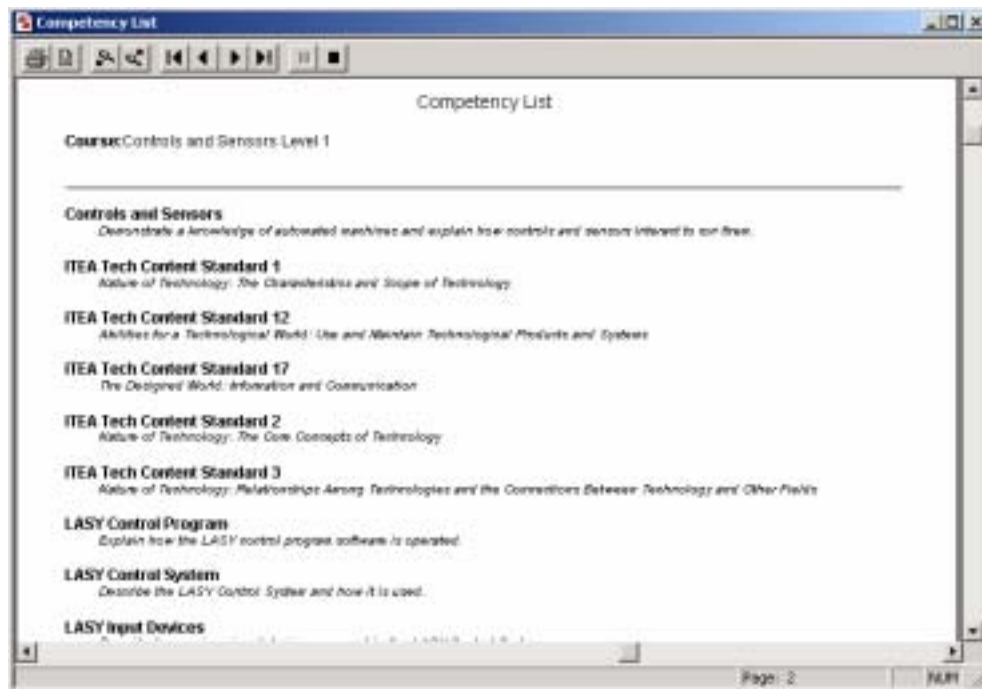 Competency List
Competency List
Course:Controls and Sensors Level 1
Controls and Sensors
Demonstrate a knowledge of automated machines and explain how controls and sensors interact to run them.
ITEA Tech Content Standard 1
Nature of Technology: The Characteristics and Scope of Technology
ITEA Tech Content Standard 12
Abilities for a Technological World: Use and Maintain Technological Products and Systems
ITEA Tech Content Standard 17
The Designed World: Information and Communication
ITEA Tech Content Standard 2
Nature of Technology: The Core Concepts of Technology
ITEA Tech Content Standard 3
Nature of Technology: Relationships Among Technologies and the Connections Between Technology and Other Fields
LASY Control Program
Explain how the LASY control program software is operated.
LASY Control System
Describe the LASY Control System and how it is used.
LASY Input Devices
Page: 2
NUM